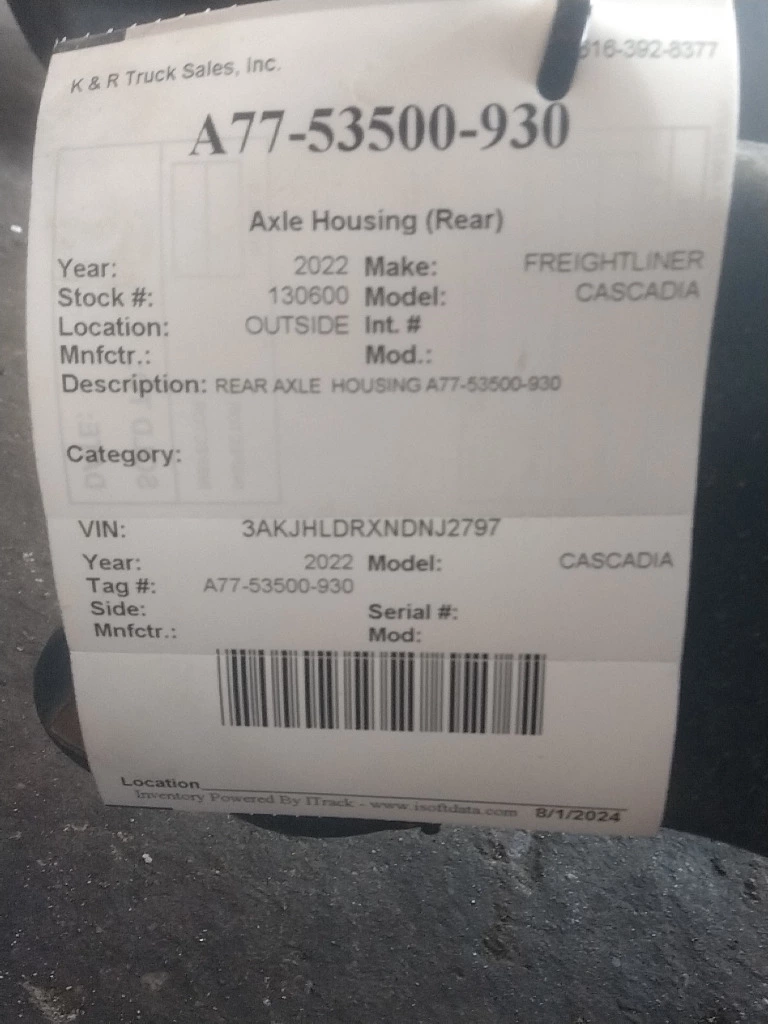 K & R Truck Sales, Inc. 616-392-8377
A77-53500-930
Axle Housing (Rear)
Year: 2022 Make: FREIGHTLINER
Stock #: 130600 Model: CASCADIA
Location: OUTSIDE Int. #
Mnfctr.: Mod.:
Description: REAR AXLE HOUSING A77-53500-930
Category:
VIN: 3AKJHLDRXNDNJ2797
Year: 2022 Model: CASCADIA
Tag #: A77-53500-930
Side: Serial #:
Mnfctr.: Mod:
Location
Inventory Powered By ITrack - www.isoftdata.com 8/1/2024